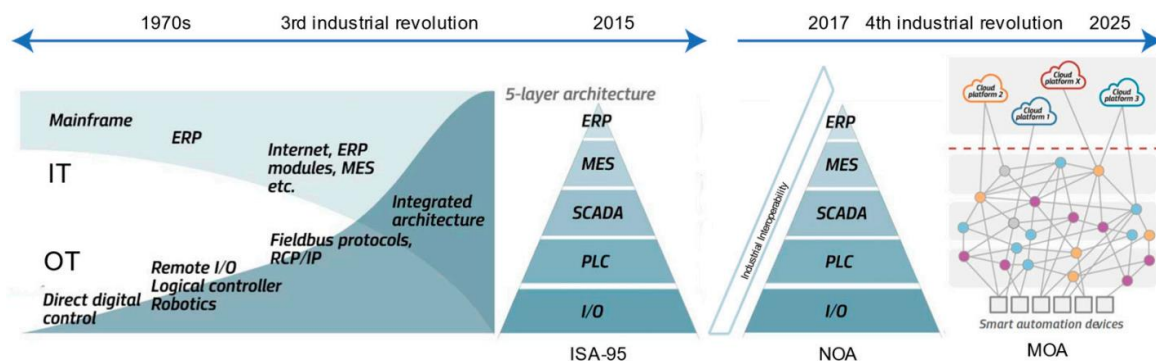 1970s 3rd industrial revolution 2015 2017 4th industrial revolution 2025
Mainframe
ERP
IT
Internet, ERP
modules, MES
etc.
Integrated
architecture
Fieldbus protocols,
RCP/IP
OT
Remote I/O
Logical controller
Robotics
Direct digital
control
5-layer architecture
ERP
MES
SCADA
PLC
I/O
ISA-95
Industrial Interoperability
ERP
MES
SCADA
PLC
I/O
NOA
Cloud
platform 2
Cloud
platform 1
Cloud
platform X
Cloud
platform 3
Smart automation devices
MOA